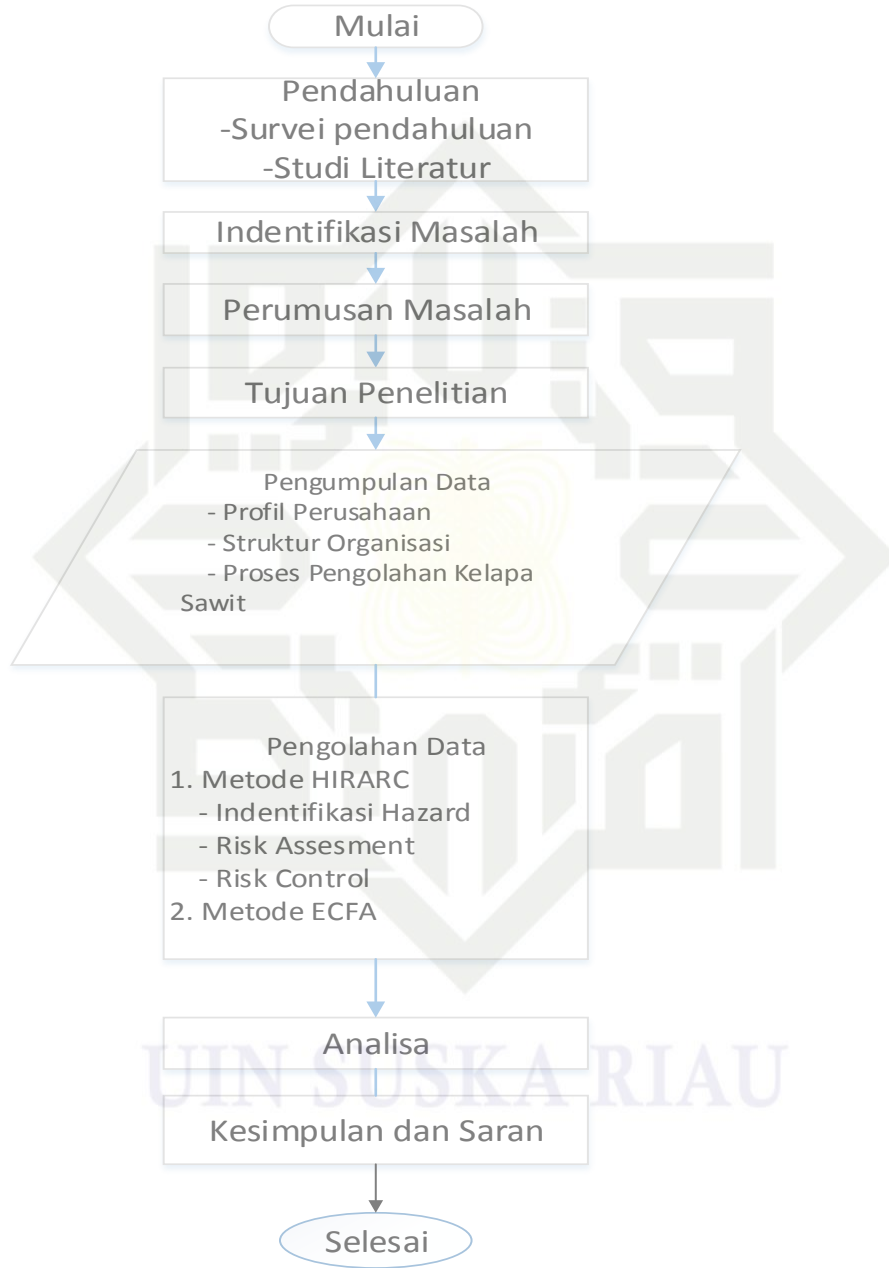 Mulai
Pendahuluan
-Survei pendahuluan
-Studi Literatur
Indentifikasi Masalah
Perumusan Masalah
Tujuan Penelitian
Pengumpulan Data
- Profil Perusahaan
- Struktur Organisasi
- Proses Pengolahan Kelapa
Sawit
Pengolahan Data
1. Metode HIRARC
- Indentifikasi Hazard
- Risk Assesment
- Risk Control
2. Metode ECFA
Analisa
UIN SUSKA RIAU
Kesimpulan dan Saran
Selesai